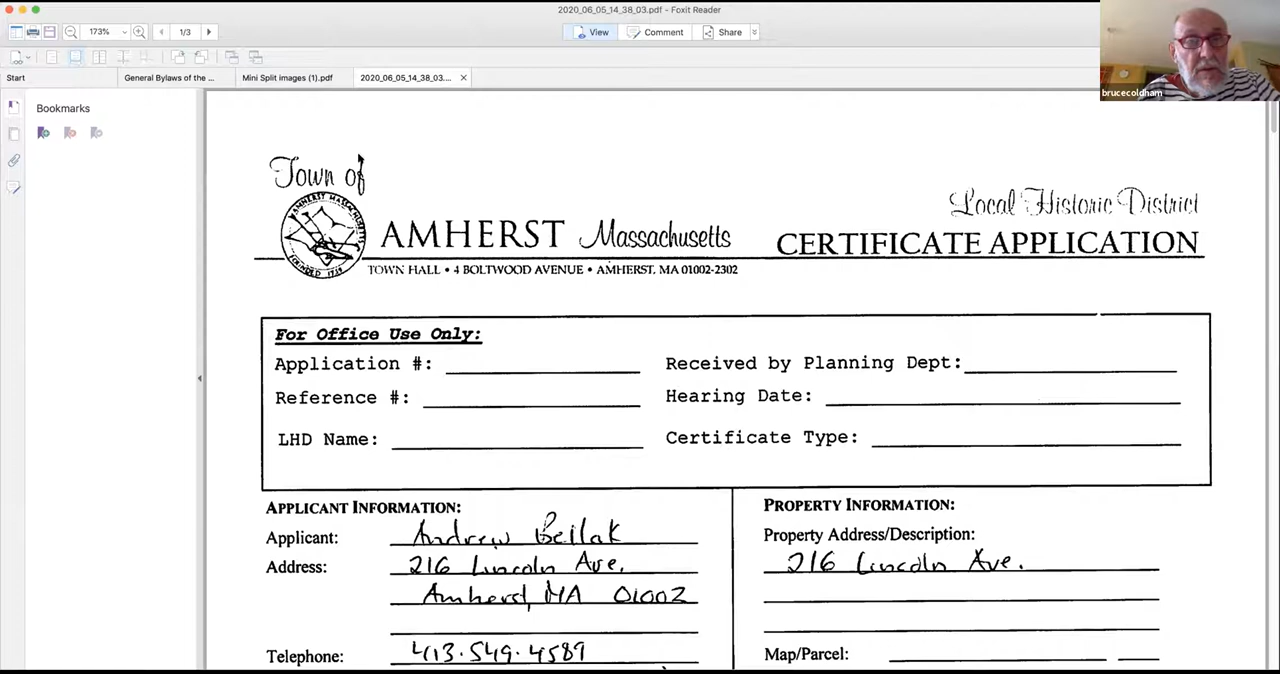 2020_06_05_14_38_03.pdf - Foxit Reader
173%
1/3
View
Comment
Share
Start
General Bylaws of the ...
Mini Split images (1).pdf
2020_06_05_14_38_03....
brucecoldham
Bookmarks
Town of
AMHERST Massachusetts
TOWN HALL • 4 BOLTWOOD AVENUE • AMHERST, MA 01002-2302
Local Historic District
CERTIFICATE APPLICATION
For Office Use Only:
Application #:
Received by Planning Dept:
Reference #:
Hearing Date:
LHD Name:
Certificate Type:
APPLICANT INFORMATION:
Applicant: Andrew Bellak
Address: 216 Lincoln Ave.
Amherst, MA 01002
Telephone: 413.549.4589
PROPERTY INFORMATION:
Property Address/Description:
216 Lincoln Ave.
Map/Parcel: